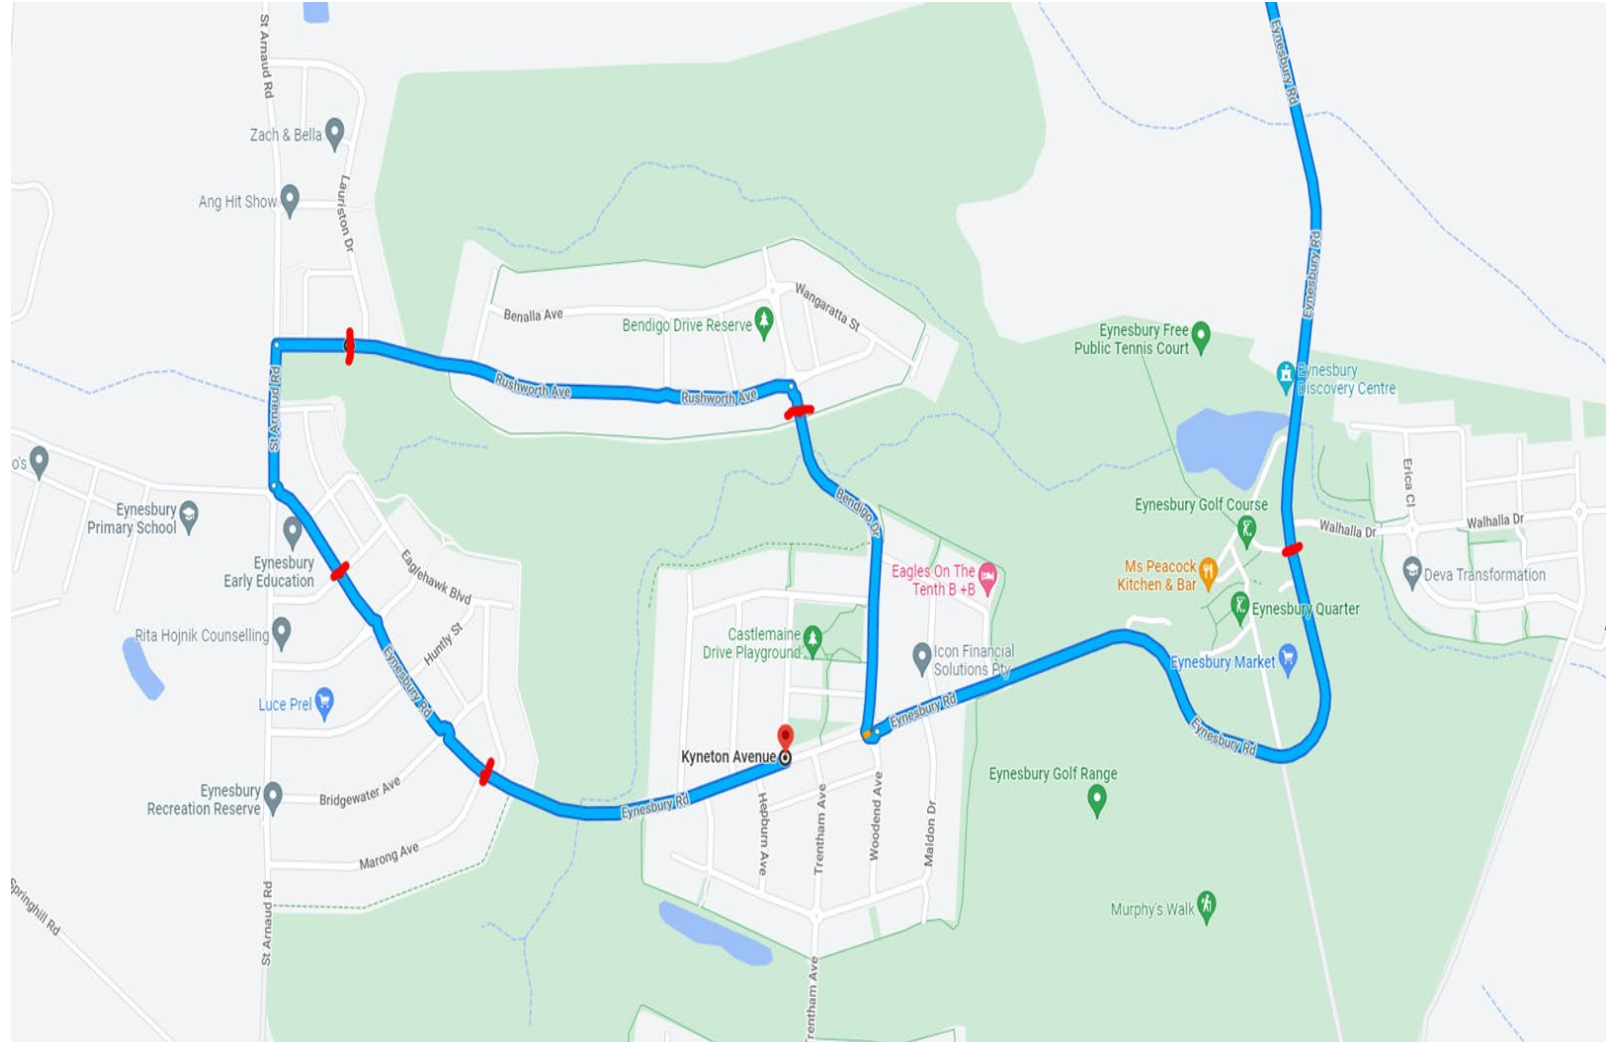 St Arnaud Rd
Eynesbury Rd
Zach & Bella
Ang Hit Show
Lauriston Dr
Eynesbury Rd
Benalla Ave
Wangaratta St
Bendigo Drive Reserve
Eynesbury Free
Public Tennis Court
Eynesbury
Discovery Centre
St Arnaud Rd
Rushworth Ave
Rushworth Ave
o's
Eynesbury
Primary School
Bendigo Dr
Eynesbury Golf Course
Erica Cl
Walhalla Dr
Walhalla Dr
Eynesbury
Early Education
Eaglehawk Blvd
Eagles On The
Tenth B +B
Ms Peacock
Kitchen & Bar
Deva Transformation
Eynesbury Quarter
Rita Hojnik Counselling
Huntly St
Castlemaine
Drive Playground
Icon Financial
Solutions Pty
Eynesbury Market
Eynesbury Rd
Luce Prel
Eynesbury Rd
Eynesbury Rd
Kyneton Avenue
Eynesbury Golf Range
Eynesbury
Recreation Reserve
Bridgewater Ave
Eynesbury Rd
Hepburn Ave
Trentham Ave
Woodend Ave
Maldon Dr
Marong Ave
Springhill Rd
St Arnaud Rd
Murphy's Walk
Trentham Ave